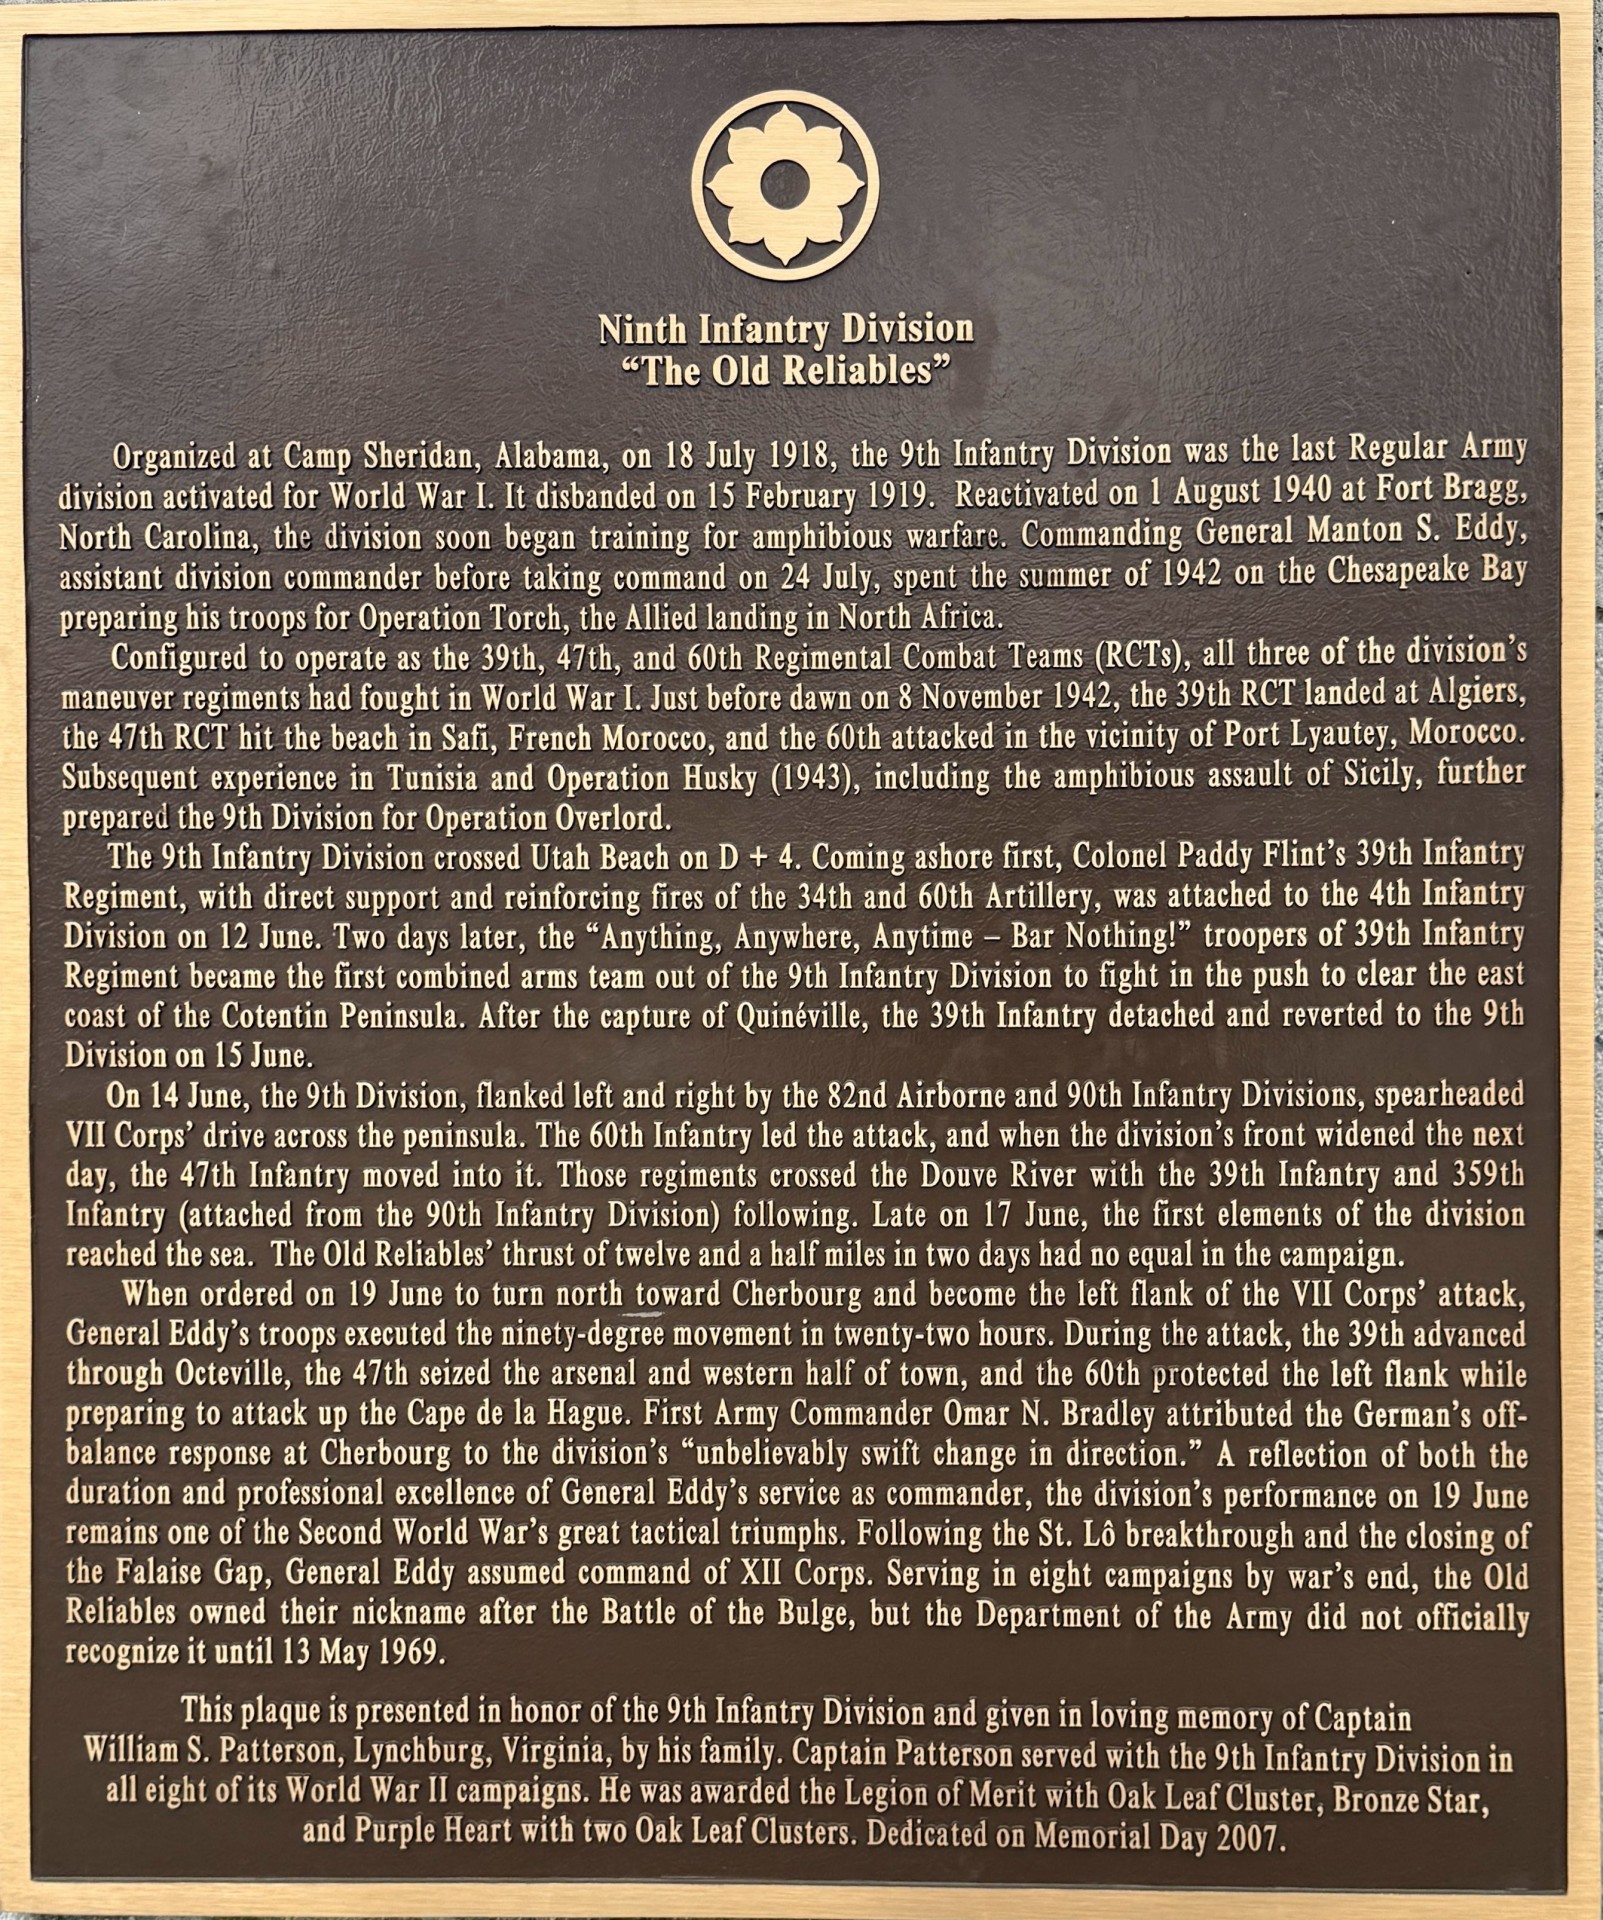 Ninth Infantry Division
“The Old Reliables”
Organized at Camp Sheridan, Alabama, on 18 July 1918, the 9th Infantry Division was the last Regular Army
division activated for World War I. It disbanded on 15 February 1919. Reactivated on 1 August 1940 at Fort Bragg,
North Carolina, the division soon began training for amphibious warfare. Commanding General Manton S. Eddy,
assistant division commander before taking command on 24 July, spent the summer of 1942 on the Chesapeake Bay
preparing his troops for Operation Torch, the Allied landing in North Africa.
Configured to operate as the 39th, 47th, and 60th Regimental Combat Teams (RCTs), all three of the division’s
maneuver regiments had fought in World War I. Just before dawn on 8 November 1942, the 39th RCT landed at Algiers,
the 47th RCT hit the beach in Safi, French Morocco, and the 60th attacked in the vicinity of Port Lyautey, Morocco.
Subsequent experience in Tunisia and Operation Husky (1943), including the amphibious assault of Sicily, further
prepared the 9th Division for Operation Overlord.
The 9th Infantry Division crossed Utah Beach on D + 4. Coming ashore first, Colonel Paddy Flint’s 39th Infantry
Regiment, with direct support and reinforcing fires of the 34th and 60th Artillery, was attached to the 4th Infantry
Division on 12 June. Two days later, the “Anything, Anywhere, Anytime – Bar Nothing!” troopers of 39th Infantry
Regiment became the first combined arms team out of the 9th Infantry Division to fight in the push to clear the east
coast of the Cotentin Peninsula. After the capture of Quinéville, the 39th Infantry detached and reverted to the 9th
Division on 15 June.
On 14 June, the 9th Division, flanked left and right by the 82nd Airborne and 90th Infantry Divisions, spearheaded
VII Corps’ drive across the peninsula. The 60th Infantry led the attack, and when the division’s front widened the next
day, the 47th Infantry moved into it. Those regiments crossed the Douve River with the 39th Infantry and 359th
Infantry (attached from the 90th Infantry Division) following. Late on 17 June, the first elements of the division
reached the sea. The Old Reliables’ thrust of twelve and a half miles in two days had no equal in the campaign.
When ordered on 19 June to turn north toward Cherbourg and become the left flank of the VII Corps’ attack,
General Eddy’s troops executed the ninety-degree movement in twenty-two hours. During the attack, the 39th advanced
through Octeville, the 47th seized the arsenal and western half of town, and the 60th protected the left flank while
preparing to attack up the Cape de la Hague. First Army Commander Omar N. Bradley attributed the German’s off-
balance response at Cherbourg to the division’s “unbelievably swift change in direction.” A reflection of both the
duration and professional excellence of General Eddy’s service as commander, the division’s performance on 19 June
remains one of the Second World War’s great tactical triumphs. Following the St. Lô breakthrough and the closing of
the Falaise Gap, General Eddy assumed command of XII Corps. Serving in eight campaigns by war’s end, the Old
Reliables owned their nickname after the Battle of the Bulge, but the Department of the Army did not officially
recognize it until 13 May 1969.
This plaque is presented in honor of the 9th Infantry Division and given in loving memory of Captain
William S. Patterson, Lynchburg, Virginia, by his family. Captain Patterson served with the 9th Infantry Division in
all eight of its World War II campaigns. He was awarded the Legion of Merit with Oak Leaf Cluster, Bronze Star,
and Purple Heart with two Oak Leaf Clusters. Dedicated on Memorial Day 2007.